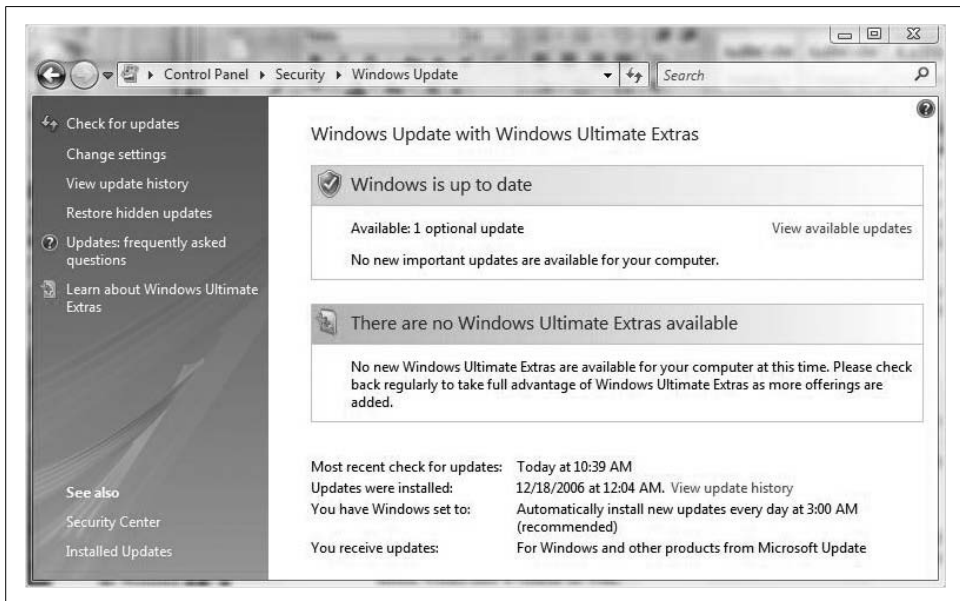 Control Panel ▸ Security ▸ Windows Update
Search
Check for updates
Change settings
View update history
Restore hidden updates
Updates: frequently asked
questions
Learn about Windows Ultimate
Extras
See also
Security Center
Installed Updates
Windows Update with Windows Ultimate Extras
Windows is up to date
Available: 1 optional update View available updates
No new important updates are available for your computer.
There are no Windows Ultimate Extras available
No new Windows Ultimate Extras are available for your computer at this time. Please check
back regularly to take full advantage of Windows Ultimate Extras as more offerings are
added.
Most recent check for updates: Today at 10:39 AM
Updates were installed: 12/18/2006 at 12:04 AM. View update history
You have Windows set to: Automatically install new updates every day at 3:00 AM
(recommended)
You receive updates: For Windows and other products from Microsoft Update